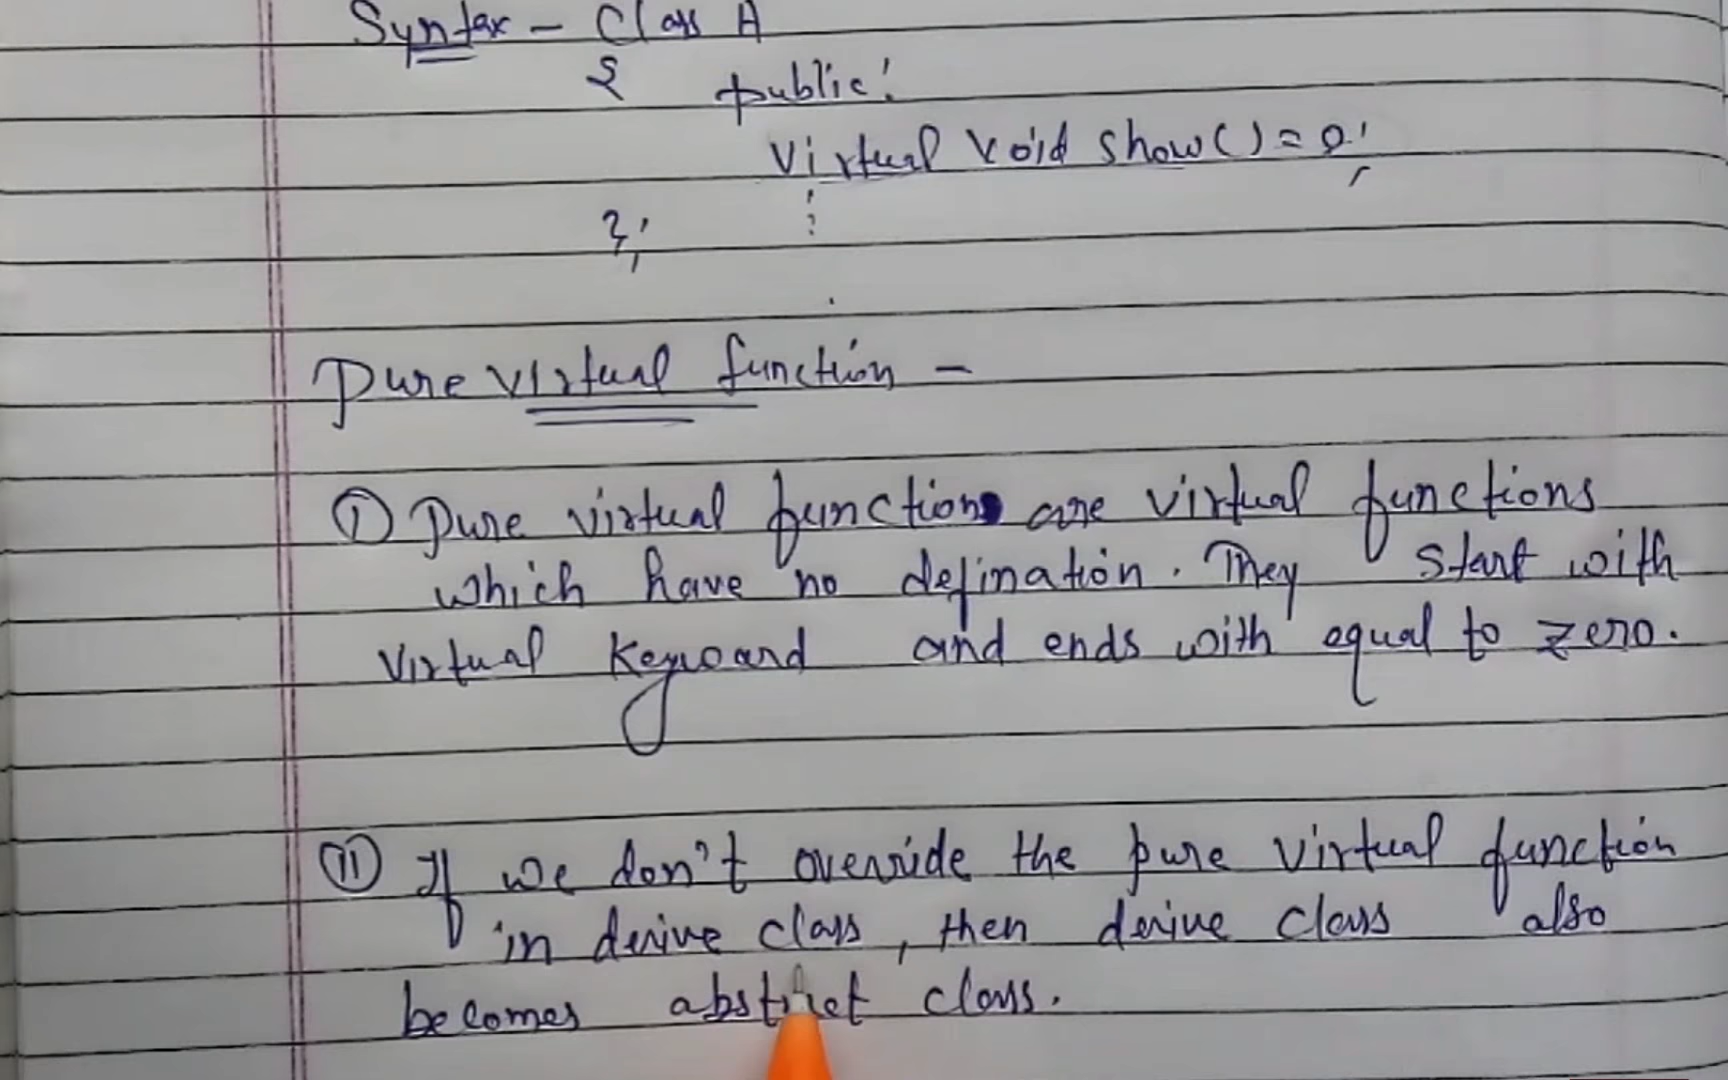 Syntax - Class A
{ public:
Virtual Void show() = 0;
:
};
Pure virtual function -
① Pure virtual functions are virtual functions
which have no defination. They start with
virtual Keyword and ends with equal to zero.
② If we don't override the pure virtual function
in derive class, then derive class also
becomes abstract class.